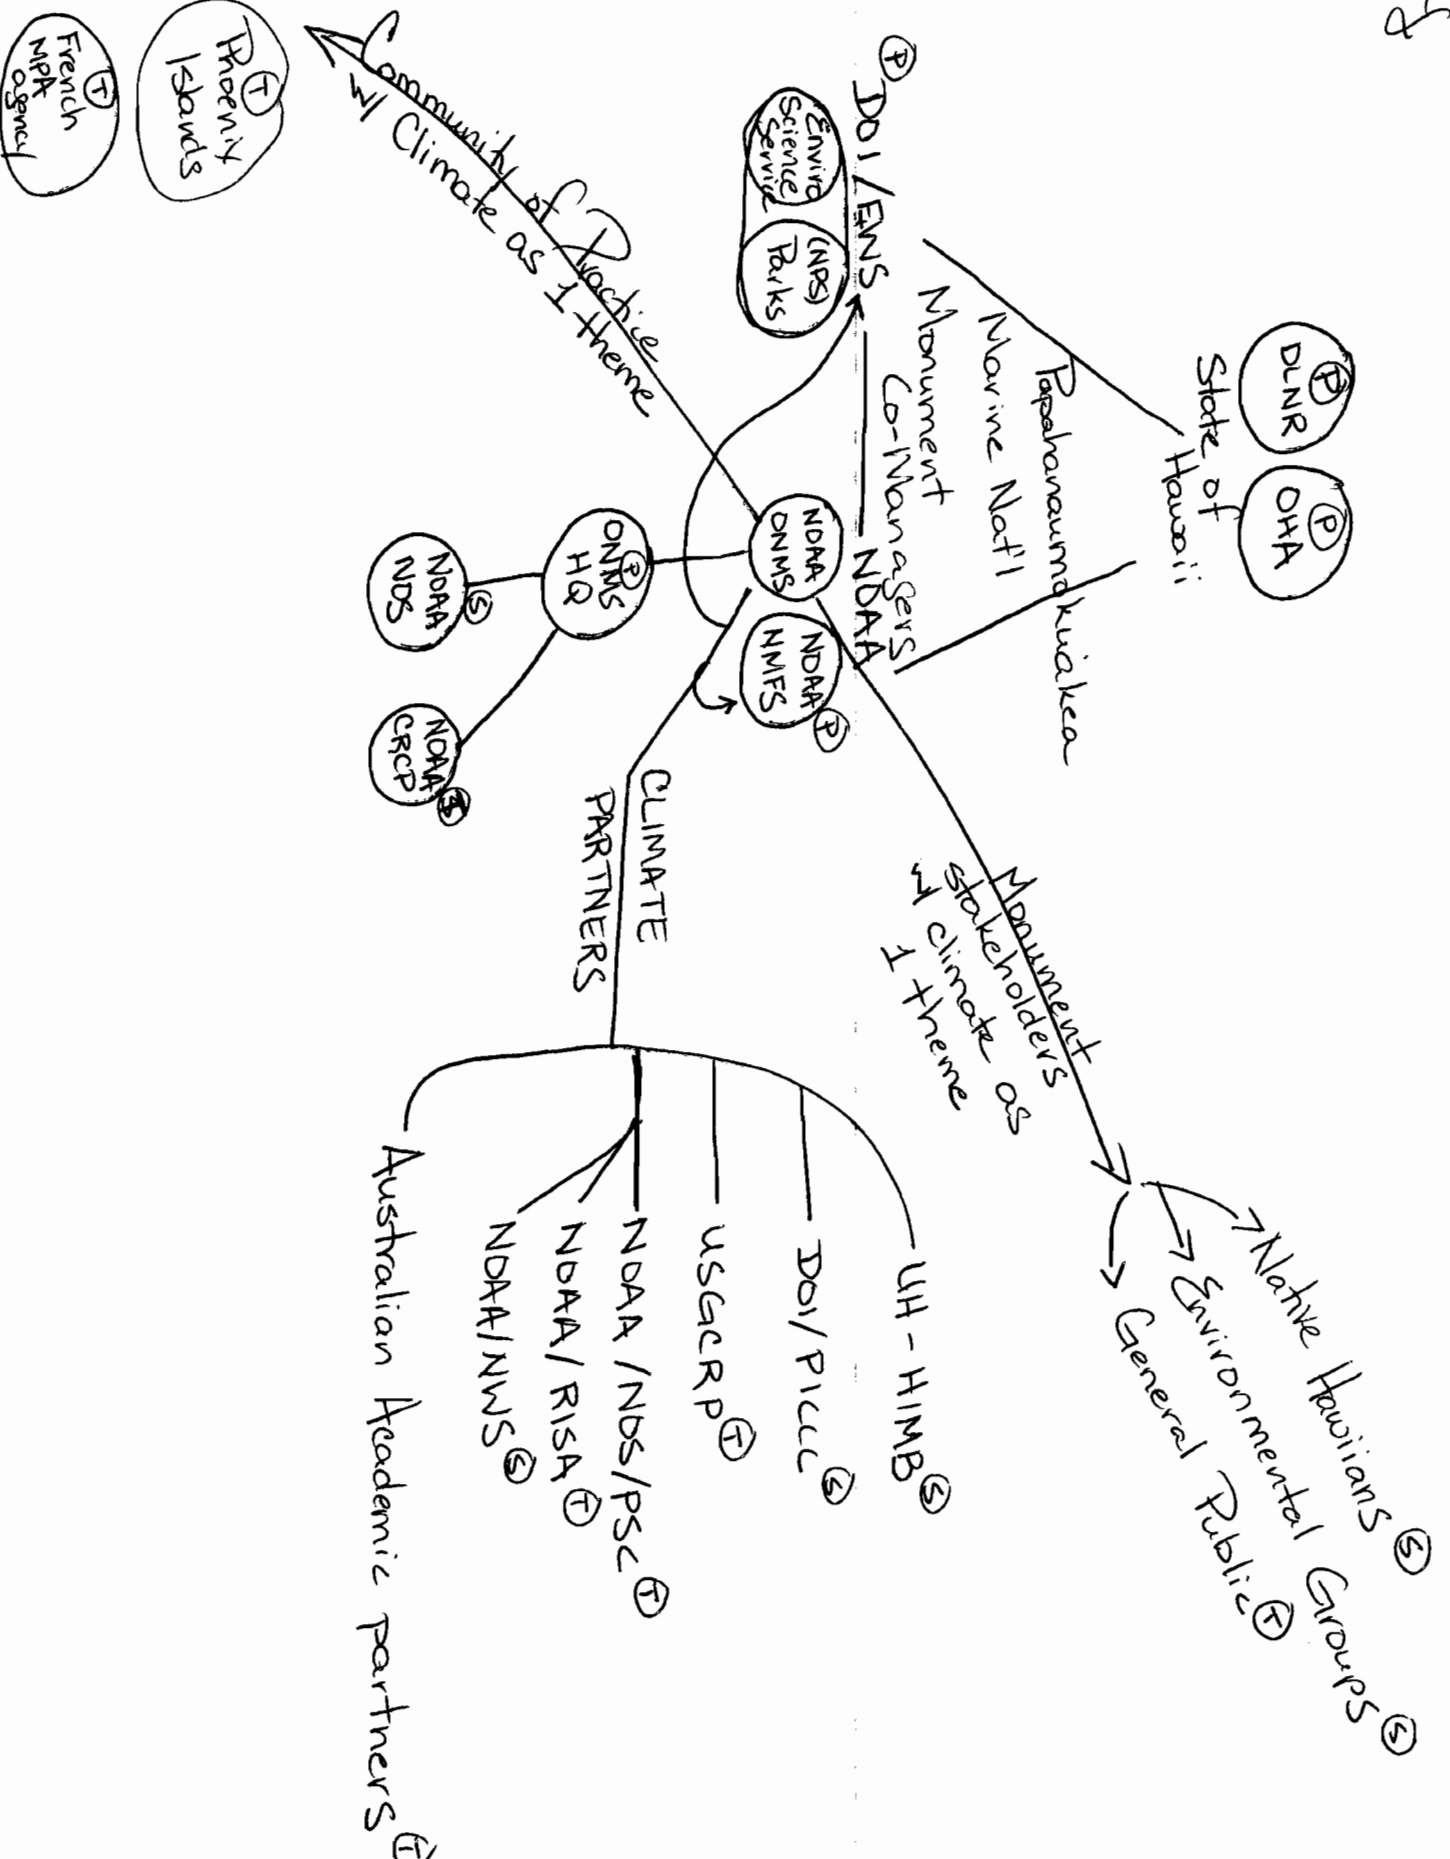 8
P
DLNR
P
OHA
State of
Hawaii
Papahanaumokuakea
Marine Nat'l
Monument
Co-Managers
P
DOI/FWS
NOAA
Enviro
Science
Service
(NPS)
Parks
NOAA
ONMS
NOAA
NMFS
P
ONMS
P
HQ
NOAA
NOS
S
NOAA
CRCP
Community of Practice
w/ Climate as 1 theme
T
Phoenix
Islands
T
French
MPA
agency
Monument
Stakeholders
w/ climate as
1 theme
Native Hawiians S
Environmental Groups S
General Public T
CLIMATE
PARTNERS
UH-HIMB S
DOI/PICCC S
USGCRP T
NOAA/NOS/PSC T
NOAA/RISA T
NOAA/NWS S
Australian Academic partners T